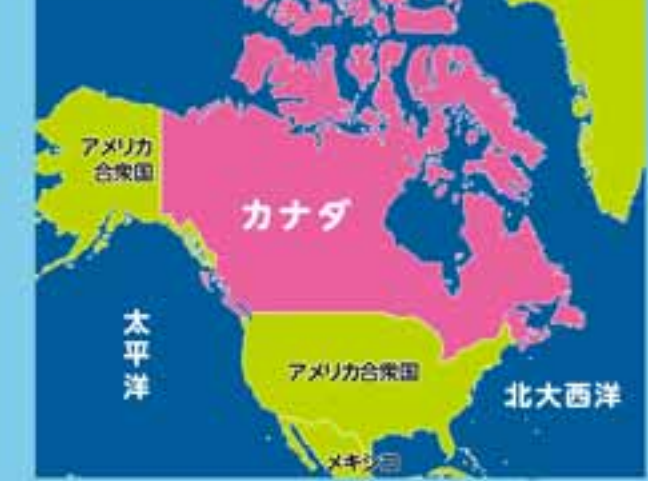 アメリカ
合衆国
カナダ
太平洋
アメリカ合衆国
北大西洋
メキシコ